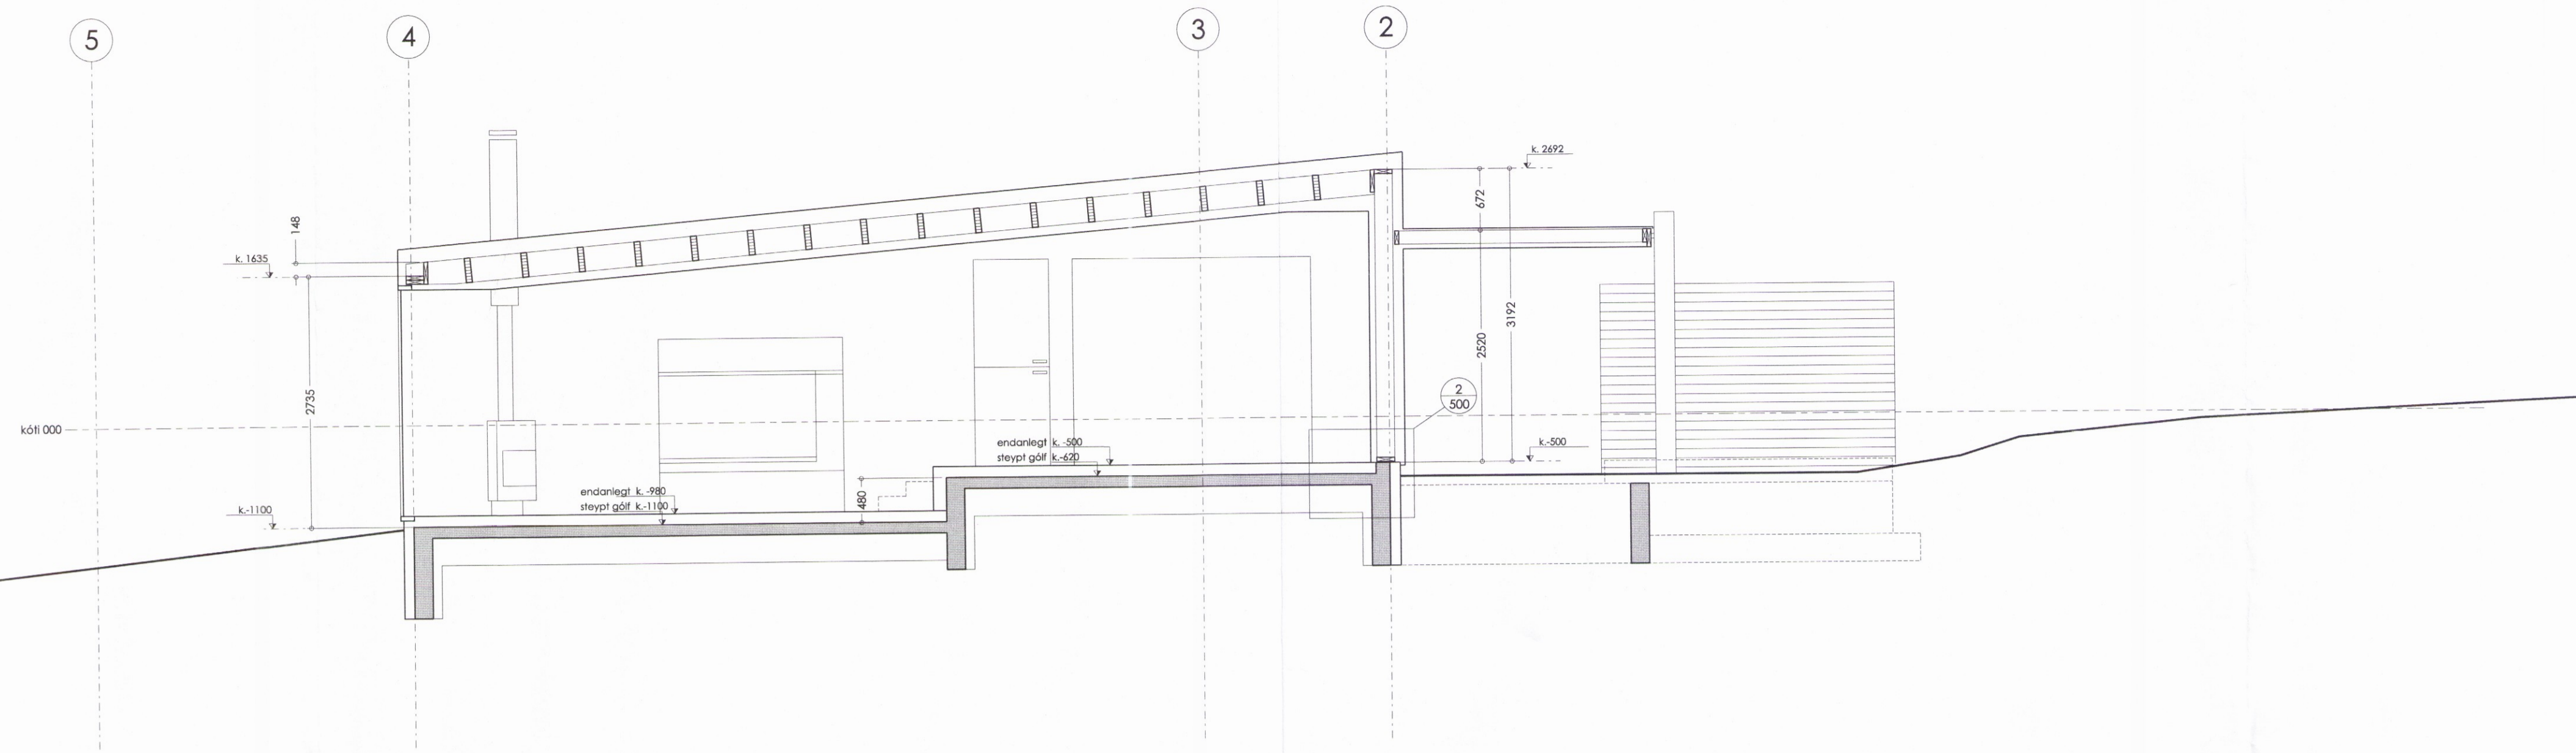 5
4
3
2
k. 2692
672
148
k. 1635
3192
2520
2735
2
500
kóti 000
endanlegt k. -500
steypt gólf k.-620
k.-500
endanlegt k. -980
steypt gólf k.-1100
480
k.-1100